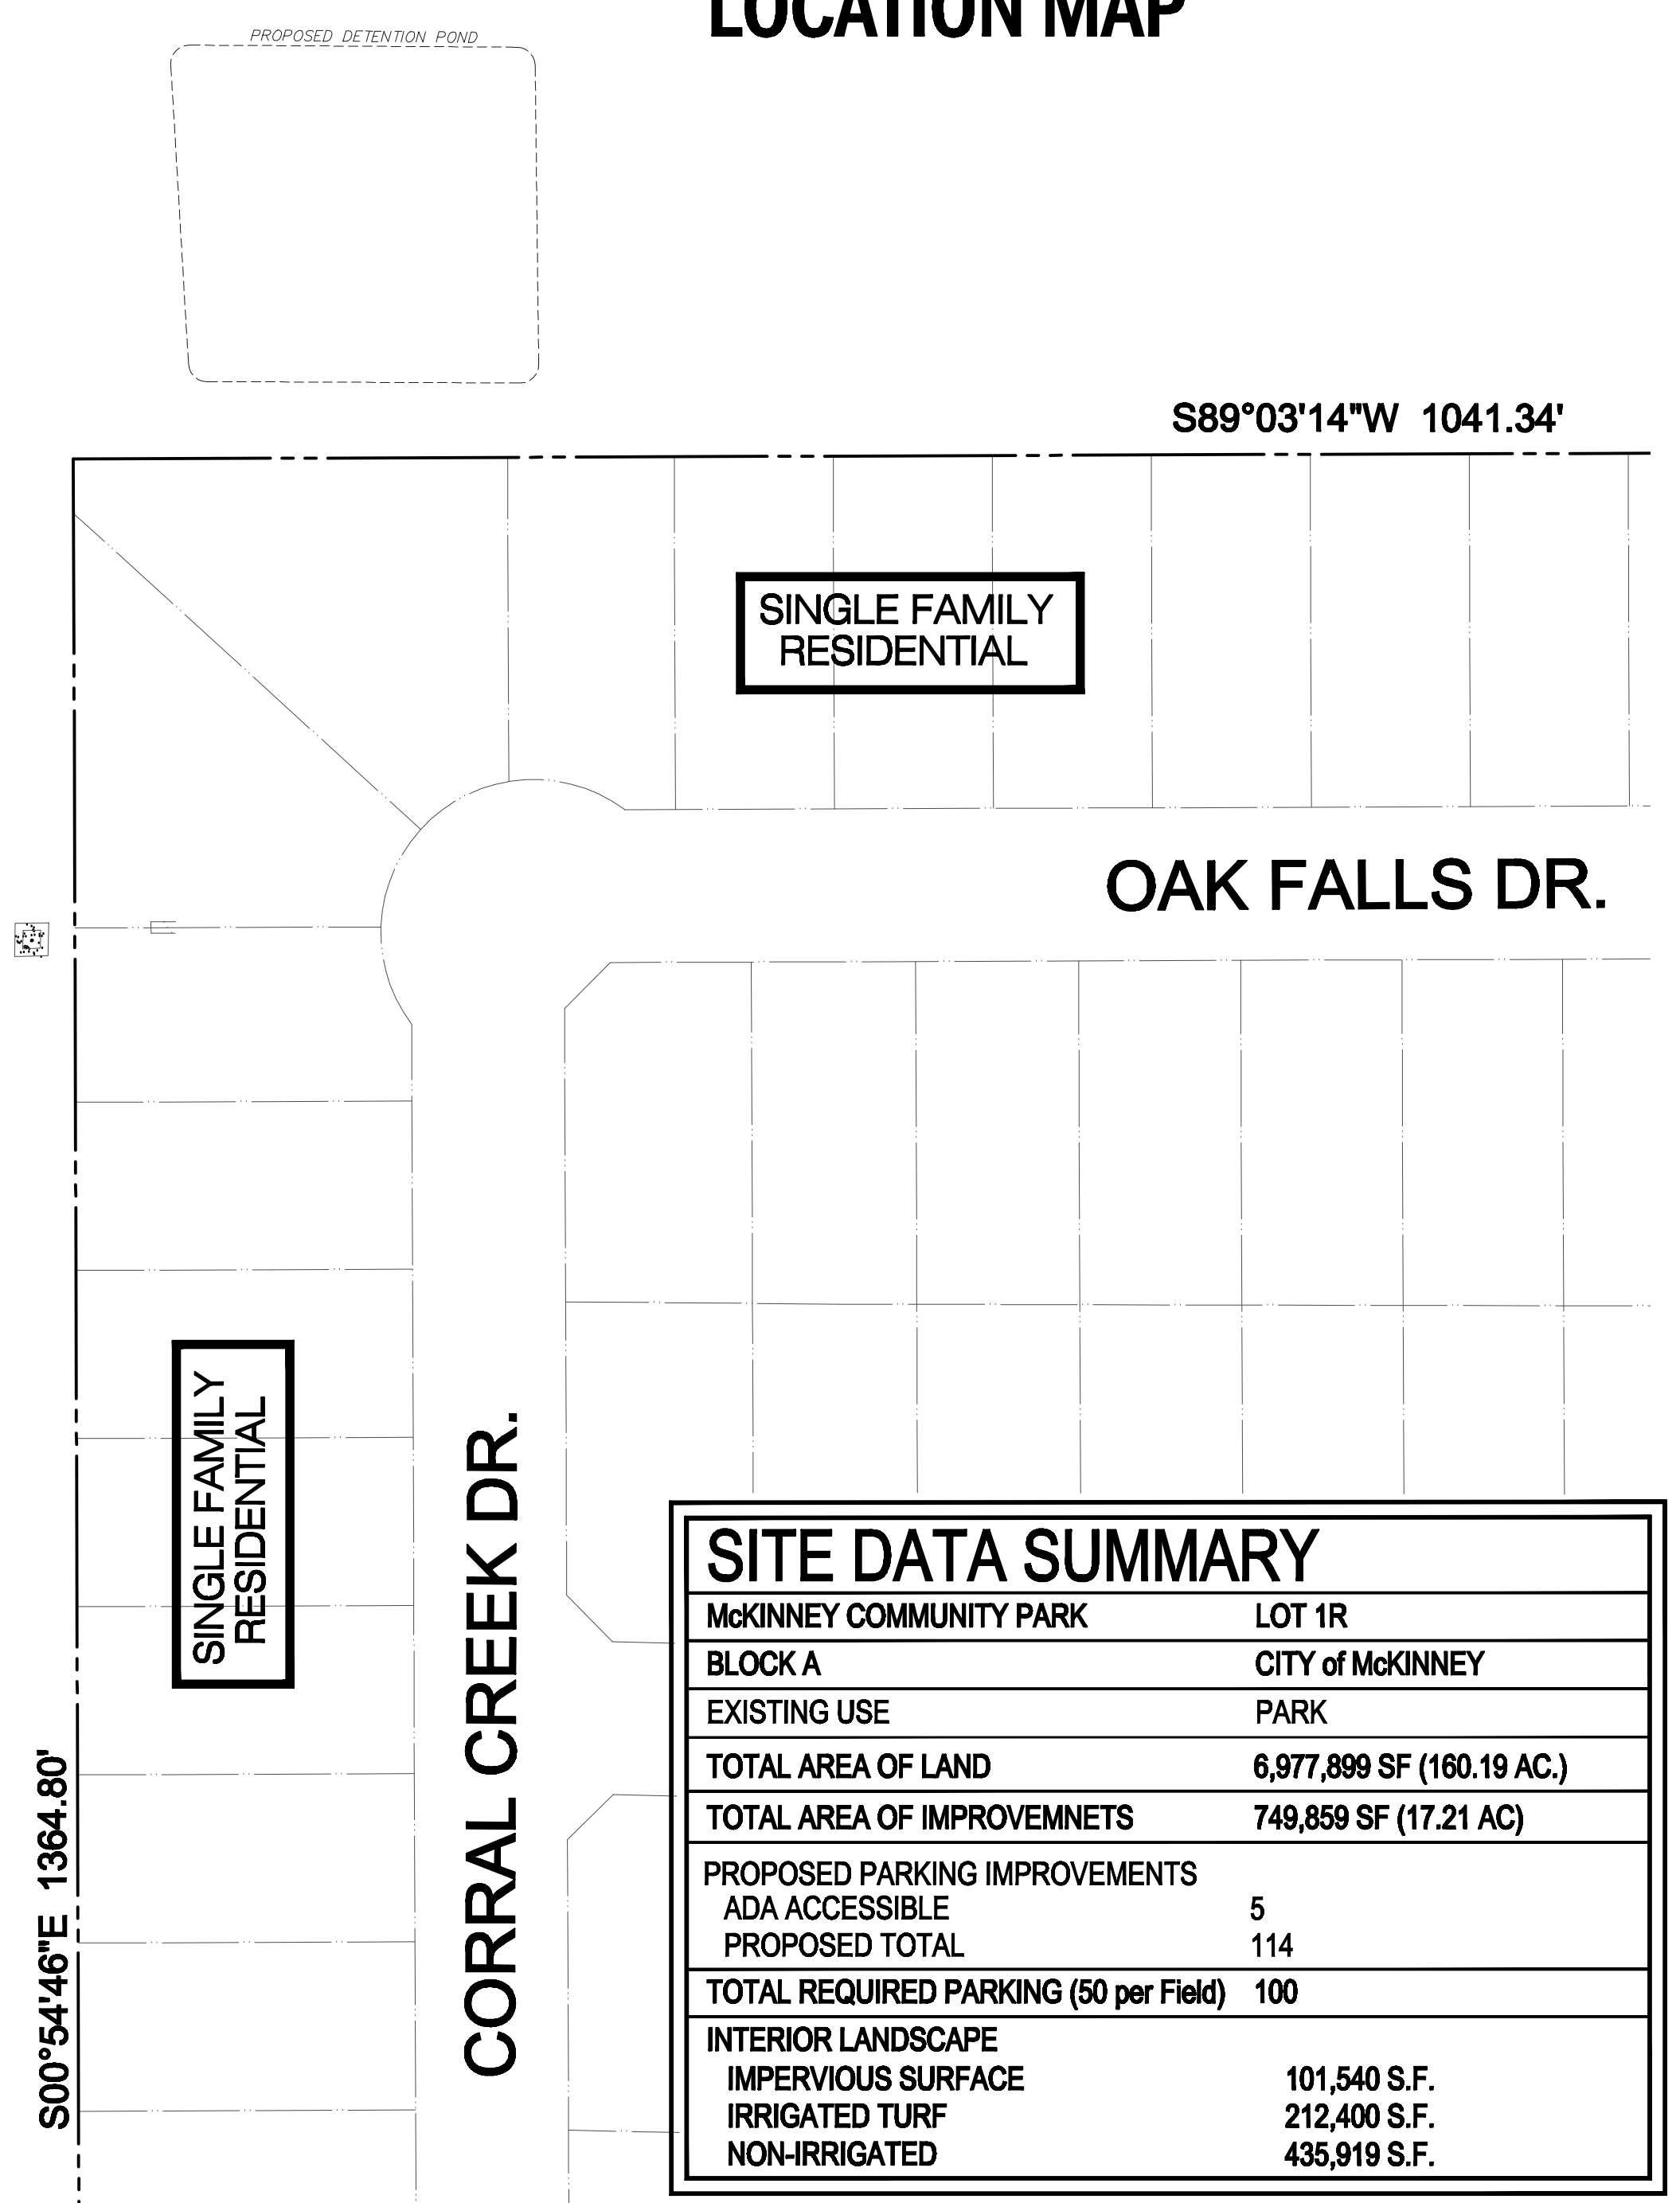 LOCATION MAP
PROPOSED DETENTION POND
S89°03'14"W 1041.34'
SINGLE FAMILY
RESIDENTIAL
OAK FALLS DR.
SINGLE FAMILY
RESIDENTIAL
CORRAL CREEK DR.
S00°54'46"E 1364.80'
SITE DATA SUMMARY
McKINNEY COMMUNITY PARK LOT 1R
BLOCK A CITY of McKINNEY
EXISTING USE PARK
TOTAL AREA OF LAND 6,977,899 SF (160.19 AC.)
TOTAL AREA OF IMPROVEMNETS 749,859 SF (17.21 AC)
PROPOSED PARKING IMPROVEMENTS
ADA ACCESSIBLE 5
PROPOSED TOTAL 114
TOTAL REQUIRED PARKING (50 per Field) 100
INTERIOR LANDSCAPE
IMPERVIOUS SURFACE 101,540 S.F.
IRRIGATED TURF 212,400 S.F.
NON-IRRIGATED 435,919 S.F.